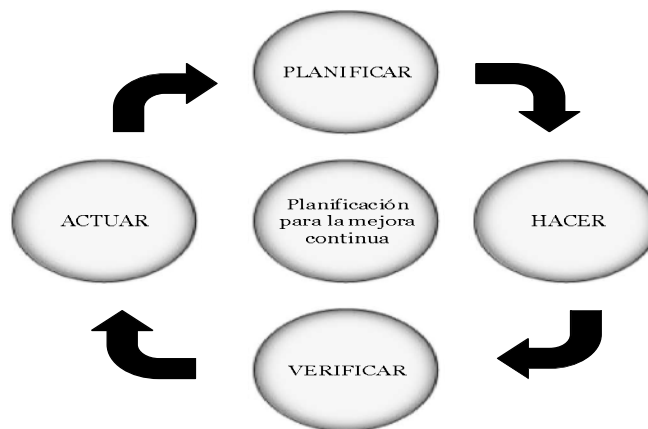 PLANIFICAR
ACTUAR
Planificación
para la mejora
continua
HACER
VERIFICAR